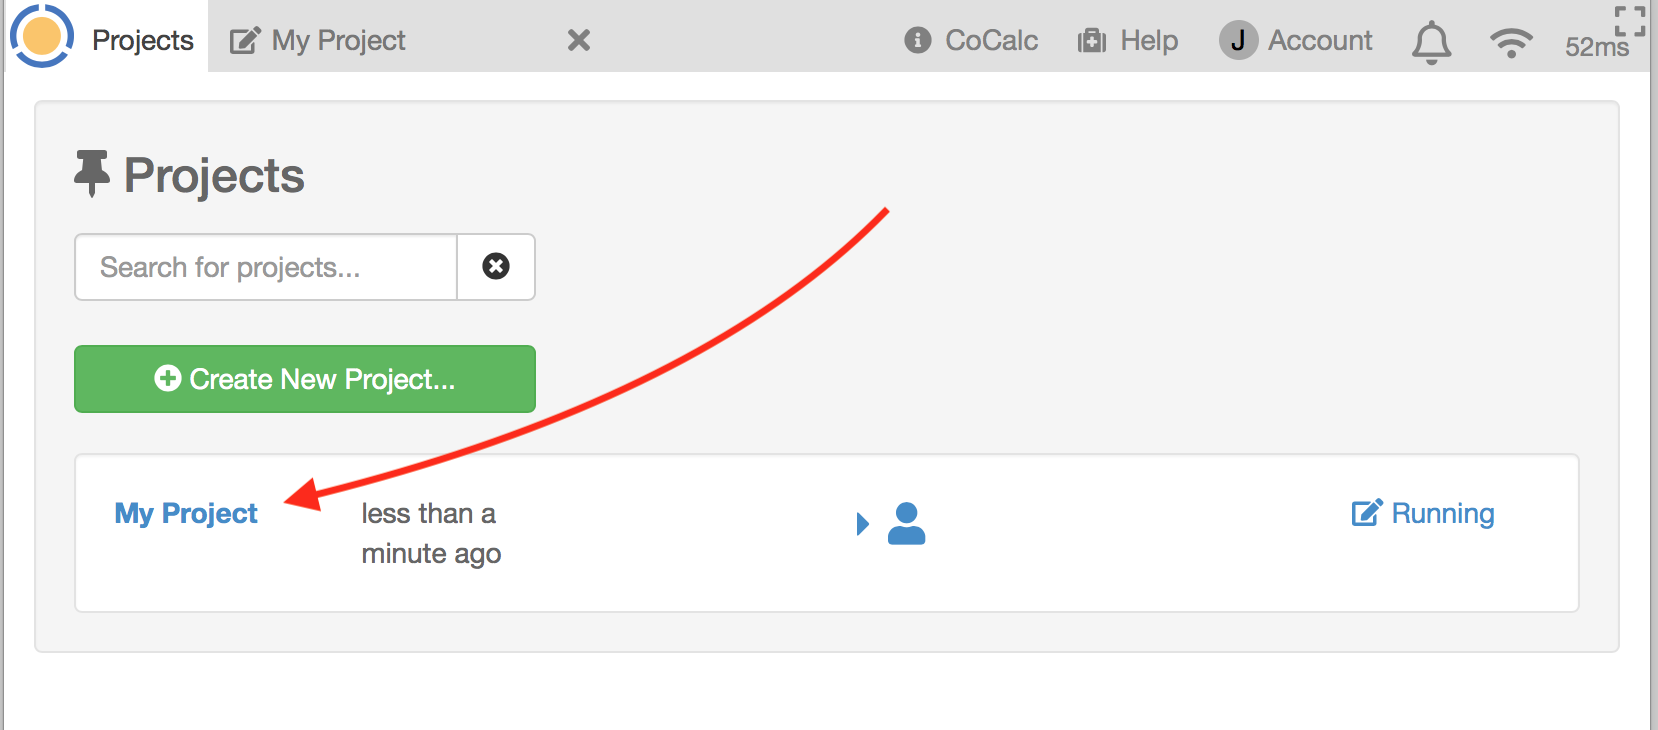 Projects My Project CoCalc Help J Account 52ms
Projects
Search for projects...
Create New Project...
My Project less than a minute ago Running